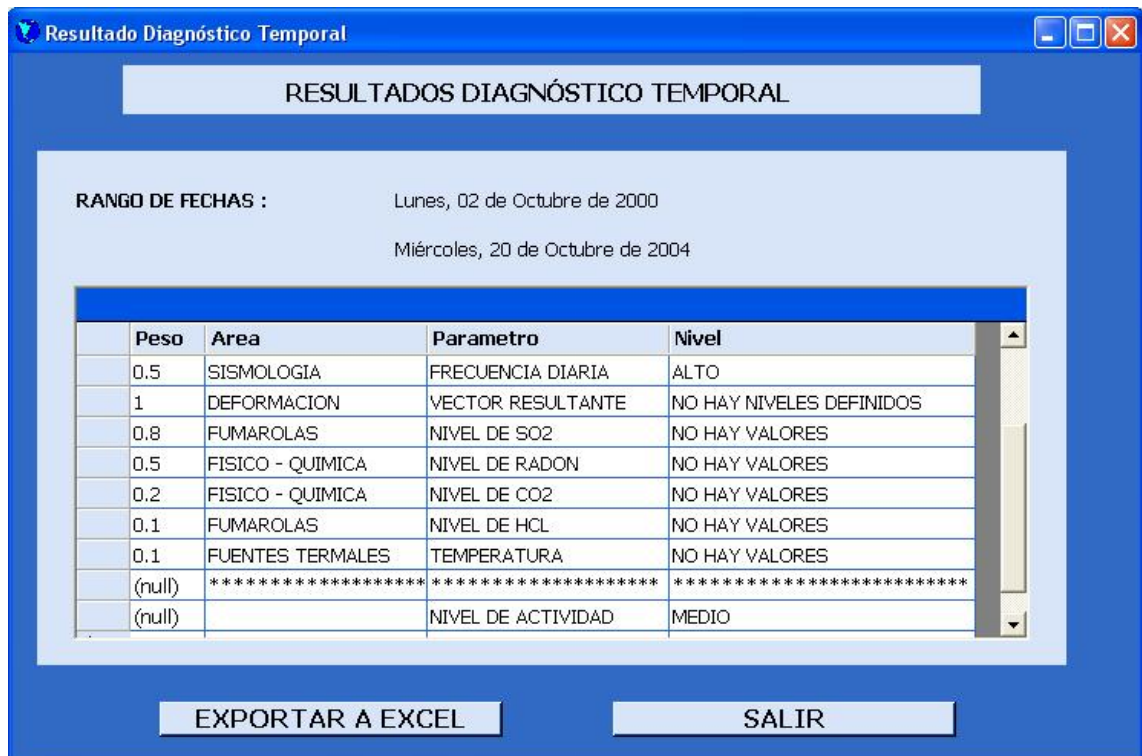 Resultado Diagnóstico Temporal
RESULTADOS DIAGNÓSTICO TEMPORAL
RANGO DE FECHAS : Lunes, 02 de Octubre de 2000
Miércoles, 20 de Octubre de 2004
Peso Area Parametro Nivel
0.5 SISMOLOGIA FRECUENCIA DIARIA ALTO
1 DEFORMACION VECTOR RESULTANTE NO HAY NIVELES DEFINIDOS
0.8 FUMAROLAS NIVEL DE SO2 NO HAY VALORES
0.5 FISICO - QUIMICA NIVEL DE RADON NO HAY VALORES
0.2 FISICO - QUIMICA NIVEL DE CO2 NO HAY VALORES
0.1 FUMAROLAS NIVEL DE HCL NO HAY VALORES
0.1 FUENTES TERMALES TEMPERATURA NO HAY VALORES
(null) ******************* ******************** **************************
(null) NIVEL DE ACTIVIDAD MEDIO
EXPORTAR A EXCEL SALIR